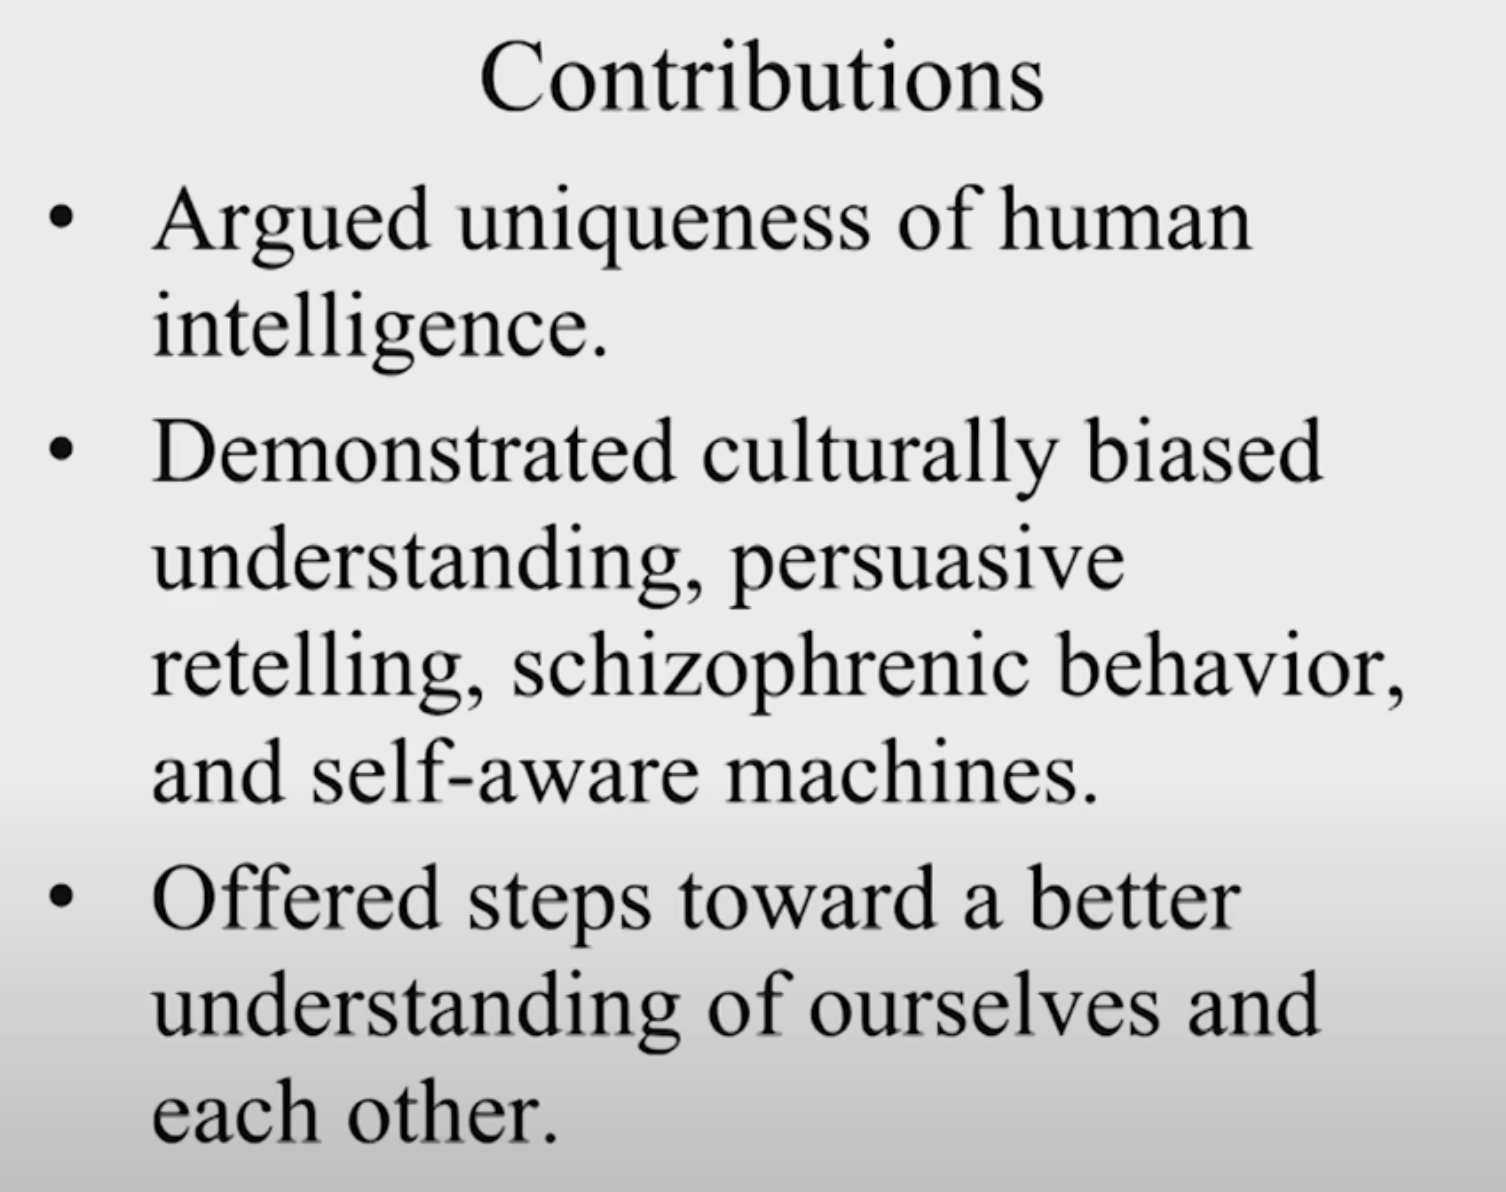 Contributions
• Argued uniqueness of human
intelligence.
• Demonstrated culturally biased
understanding, persuasive
retelling, schizophrenic behavior,
and self-aware machines.
• Offered steps toward a better
understanding of ourselves and
each other.